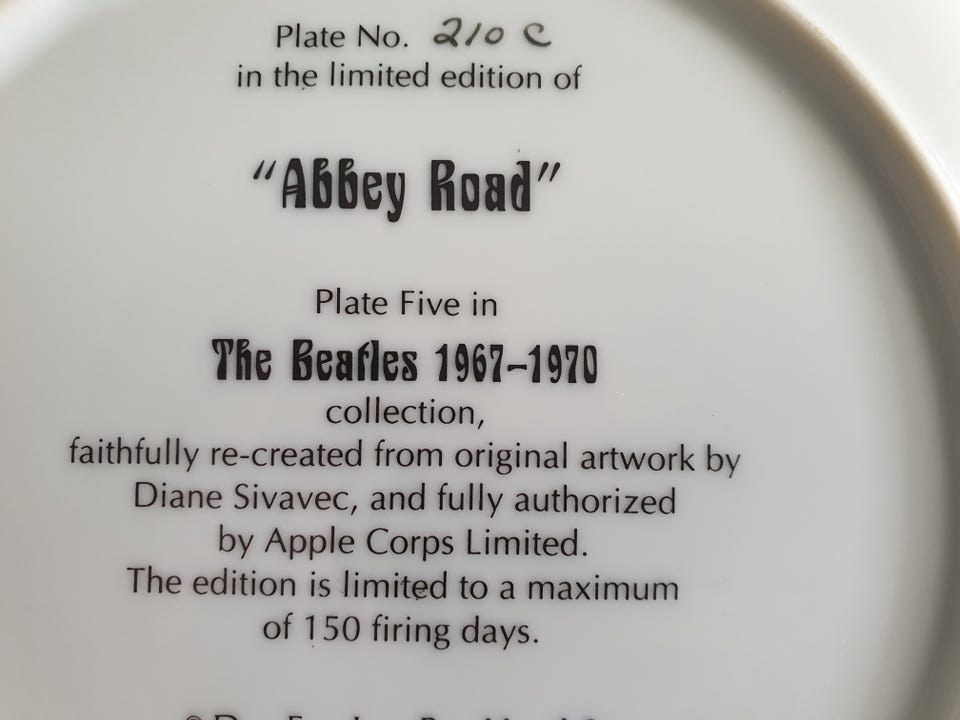 Plate No. 210 C
in the limited edition of
"Abbey Road"
Plate Five in
The Beatles 1967–1970
collection,
faithfully re-created from original artwork by
Diane Sivavec, and fully authorized
by Apple Corps Limited.
The edition is limited to a maximum
of 150 firing days.